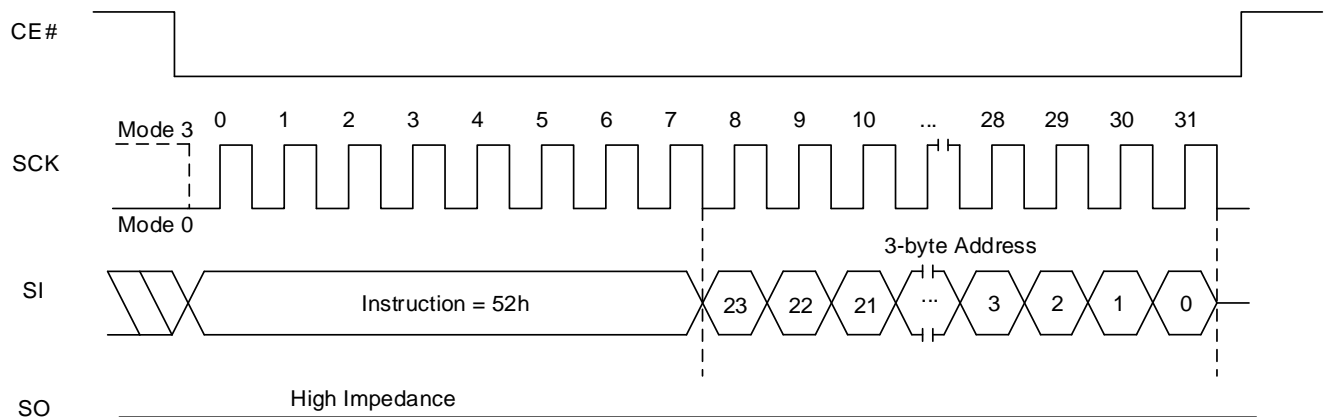 CE#
0 1 2 3 4 5 6 7 8 9 10 ... 28 29 30 31
Mode 3
SCK
Mode 0
3-byte Address
SI
Instruction = 52h 23 22 21 ... 3 2 1 0
High Impedance
SO